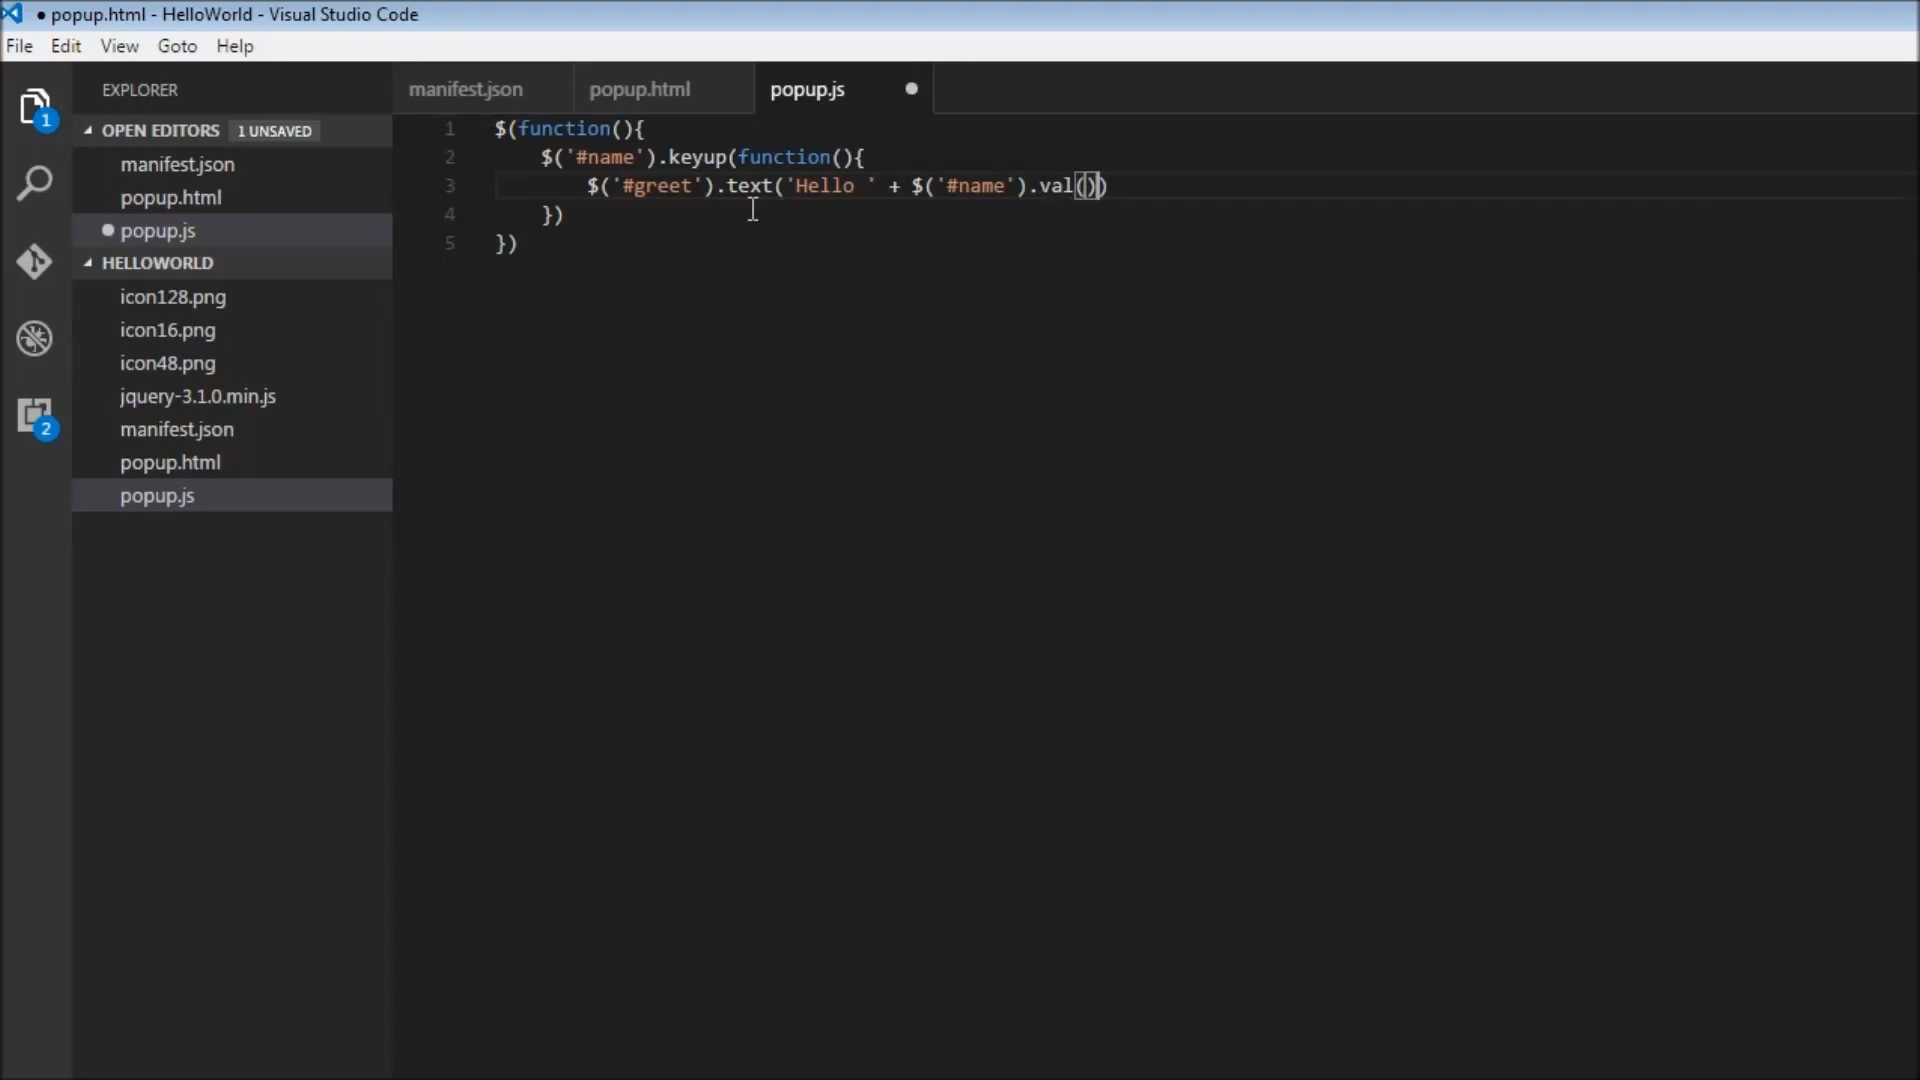 ● popup.html - HelloWorld - Visual Studio Code
File Edit View Goto Help
EXPLORER
OPEN EDITORS 1 UNSAVED
manifest.json
popup.html
popup.js
HELLOWORLD
icon128.png
icon16.png
icon48.png
jquery-3.1.0.min.js
manifest.json
popup.html
popup.js
1
2
manifest.json popup.html popup.js
1 $(function(){
2 $('#name').keyup(function(){
3 $('#greet').text('Hello ' + $('#name').val())
4 })
5 })